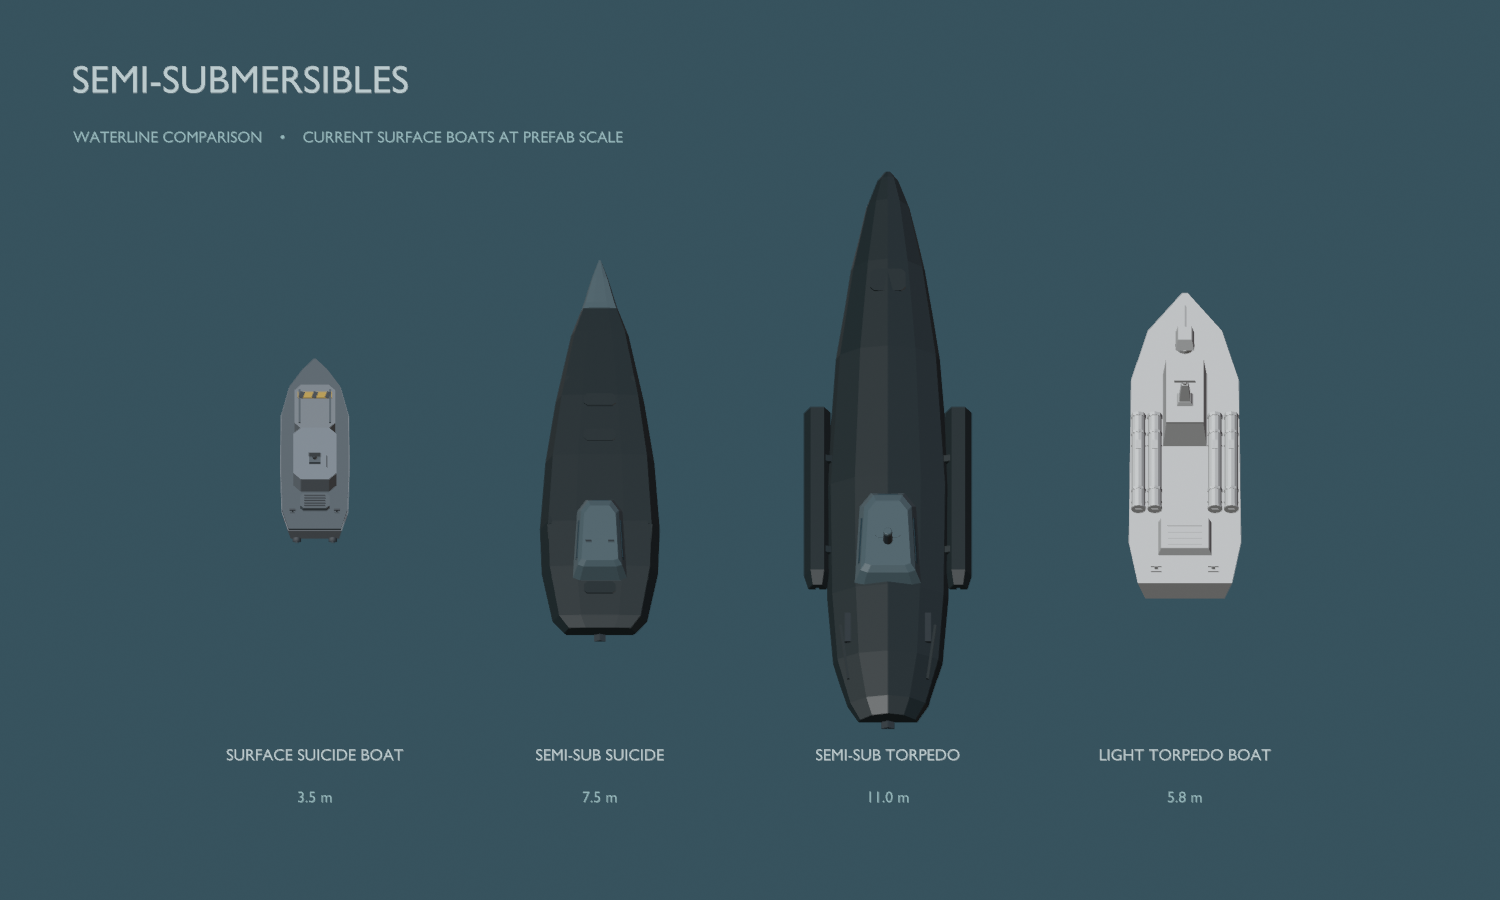 SEMI-SUBMERSIBLES
WATERLINE COMPARISON • CURRENT SURFACE BOATS AT PREFAB SCALE
SURFACE SUICIDE BOAT
3.5 m
SEMI-SUB SUICIDE
7.5 m
SEMI-SUB TORPEDO
11.0 m
LIGHT TORPEDO BOAT
5.8 m